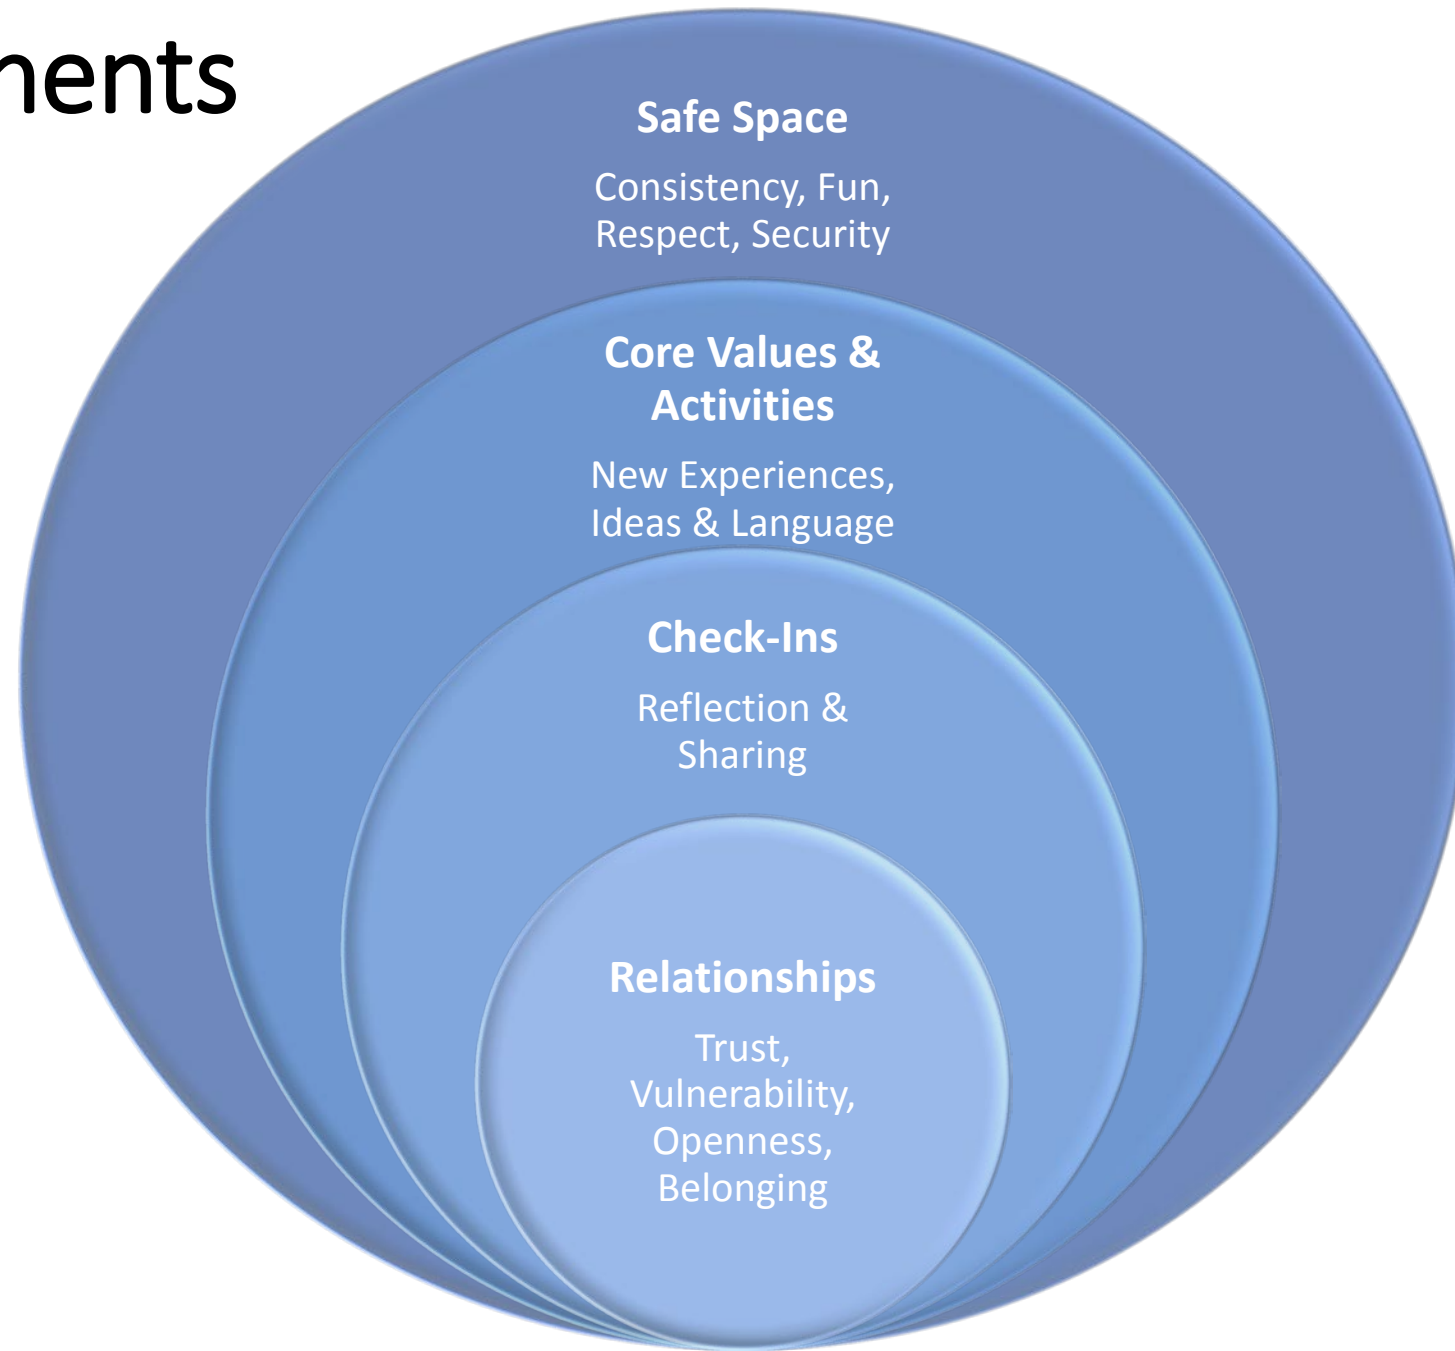 Safe Space
Consistency, Fun,
Respect, Security
Core Values &
Activities
New Experiences,
Ideas & Language
Check-Ins
Reflection &
Sharing
Relationships
Trust,
Vulnerability,
Openness,
Belonging